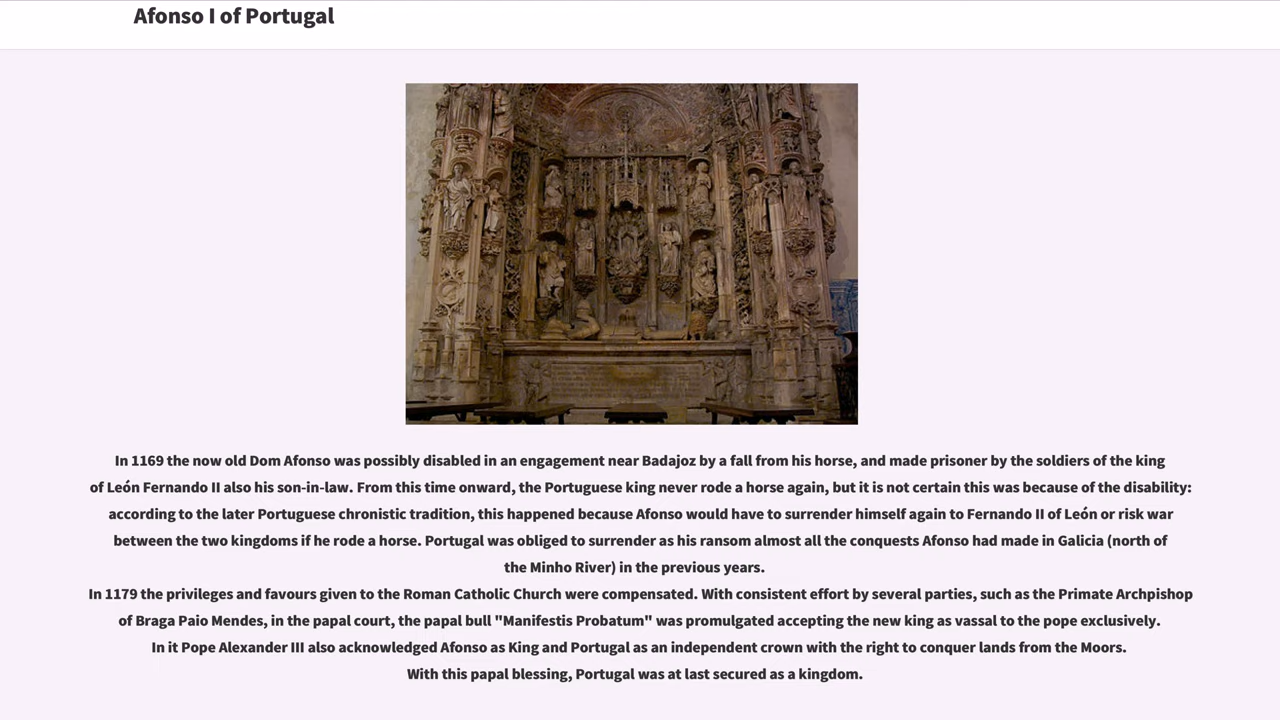 Afonso I of Portugal
In 1169 the now old Dom Afonso was possibly disabled in an engagement near Badajoz by a fall from his horse, and made prisoner by the soldiers of the king
of León Fernando II also his son-in-law. From this time onward, the Portuguese king never rode a horse again, but it is not certain this was because of the disability:
according to the later Portuguese chronistic tradition, this happened because Afonso would have to surrender himself again to Fernando II of León or risk war
between the two kingdoms if he rode a horse. Portugal was obliged to surrender as his ransom almost all the conquests Afonso had made in Galicia (north of
the Minho River) in the previous years.
In 1179 the privileges and favours given to the Roman Catholic Church were compensated. With consistent effort by several parties, such as the Primate Archpishop
of Braga Paio Mendes, in the papal court, the papal bull "Manifestis Probatum" was promulgated accepting the new king as vassal to the pope exclusively.
In it Pope Alexander III also acknowledged Afonso as King and Portugal as an independent crown with the right to conquer lands from the Moors.
With this papal blessing, Portugal was at last secured as a kingdom.